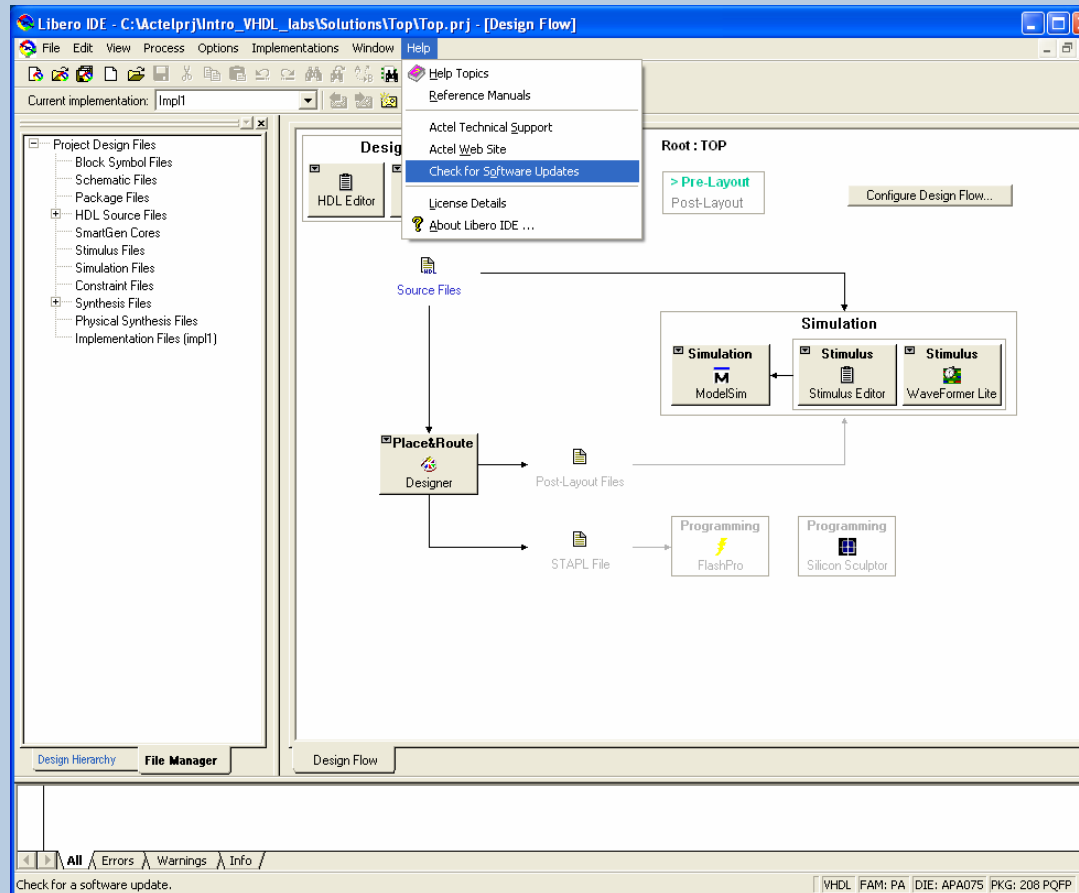 Libero IDE - C:\Actelprj\Intro_VHDL_labs\Solutions\Top\Top.prj - [Design Flow]
File Edit View Process Options Implementations Window Help
Current implementation: Impl1
Help Topics
Reference Manuals
Actel Technical Support
Actel Web Site
Check for Software Updates
License Details
About Libero IDE ...
Project Design Files
Block Symbol Files
Schematic Files
Package Files
HDL Source Files
SmartGen Cores
Stimulus Files
Simulation Files
Constraint Files
Synthesis Files
Physical Synthesis Files
Implementation Files (impl1)
Design Hierarchy
File Manager
Root : TOP
HDL Editor
> Pre-Layout
Post-Layout
Configure Design Flow...
HDL
Source Files
Simulation
Simulation
ModelSim
Stimulus
Stimulus Editor
Stimulus
WaveFormer Lite
Place&Route
Designer
Post-Layout Files
STAPL File
Programming
FlashPro
Programming
Silicon Sculptor
Design Flow
All Errors Warnings Info
Check for a software update.
VHDL FAM: PA DIE: APA075 PKG: 208 PQFP